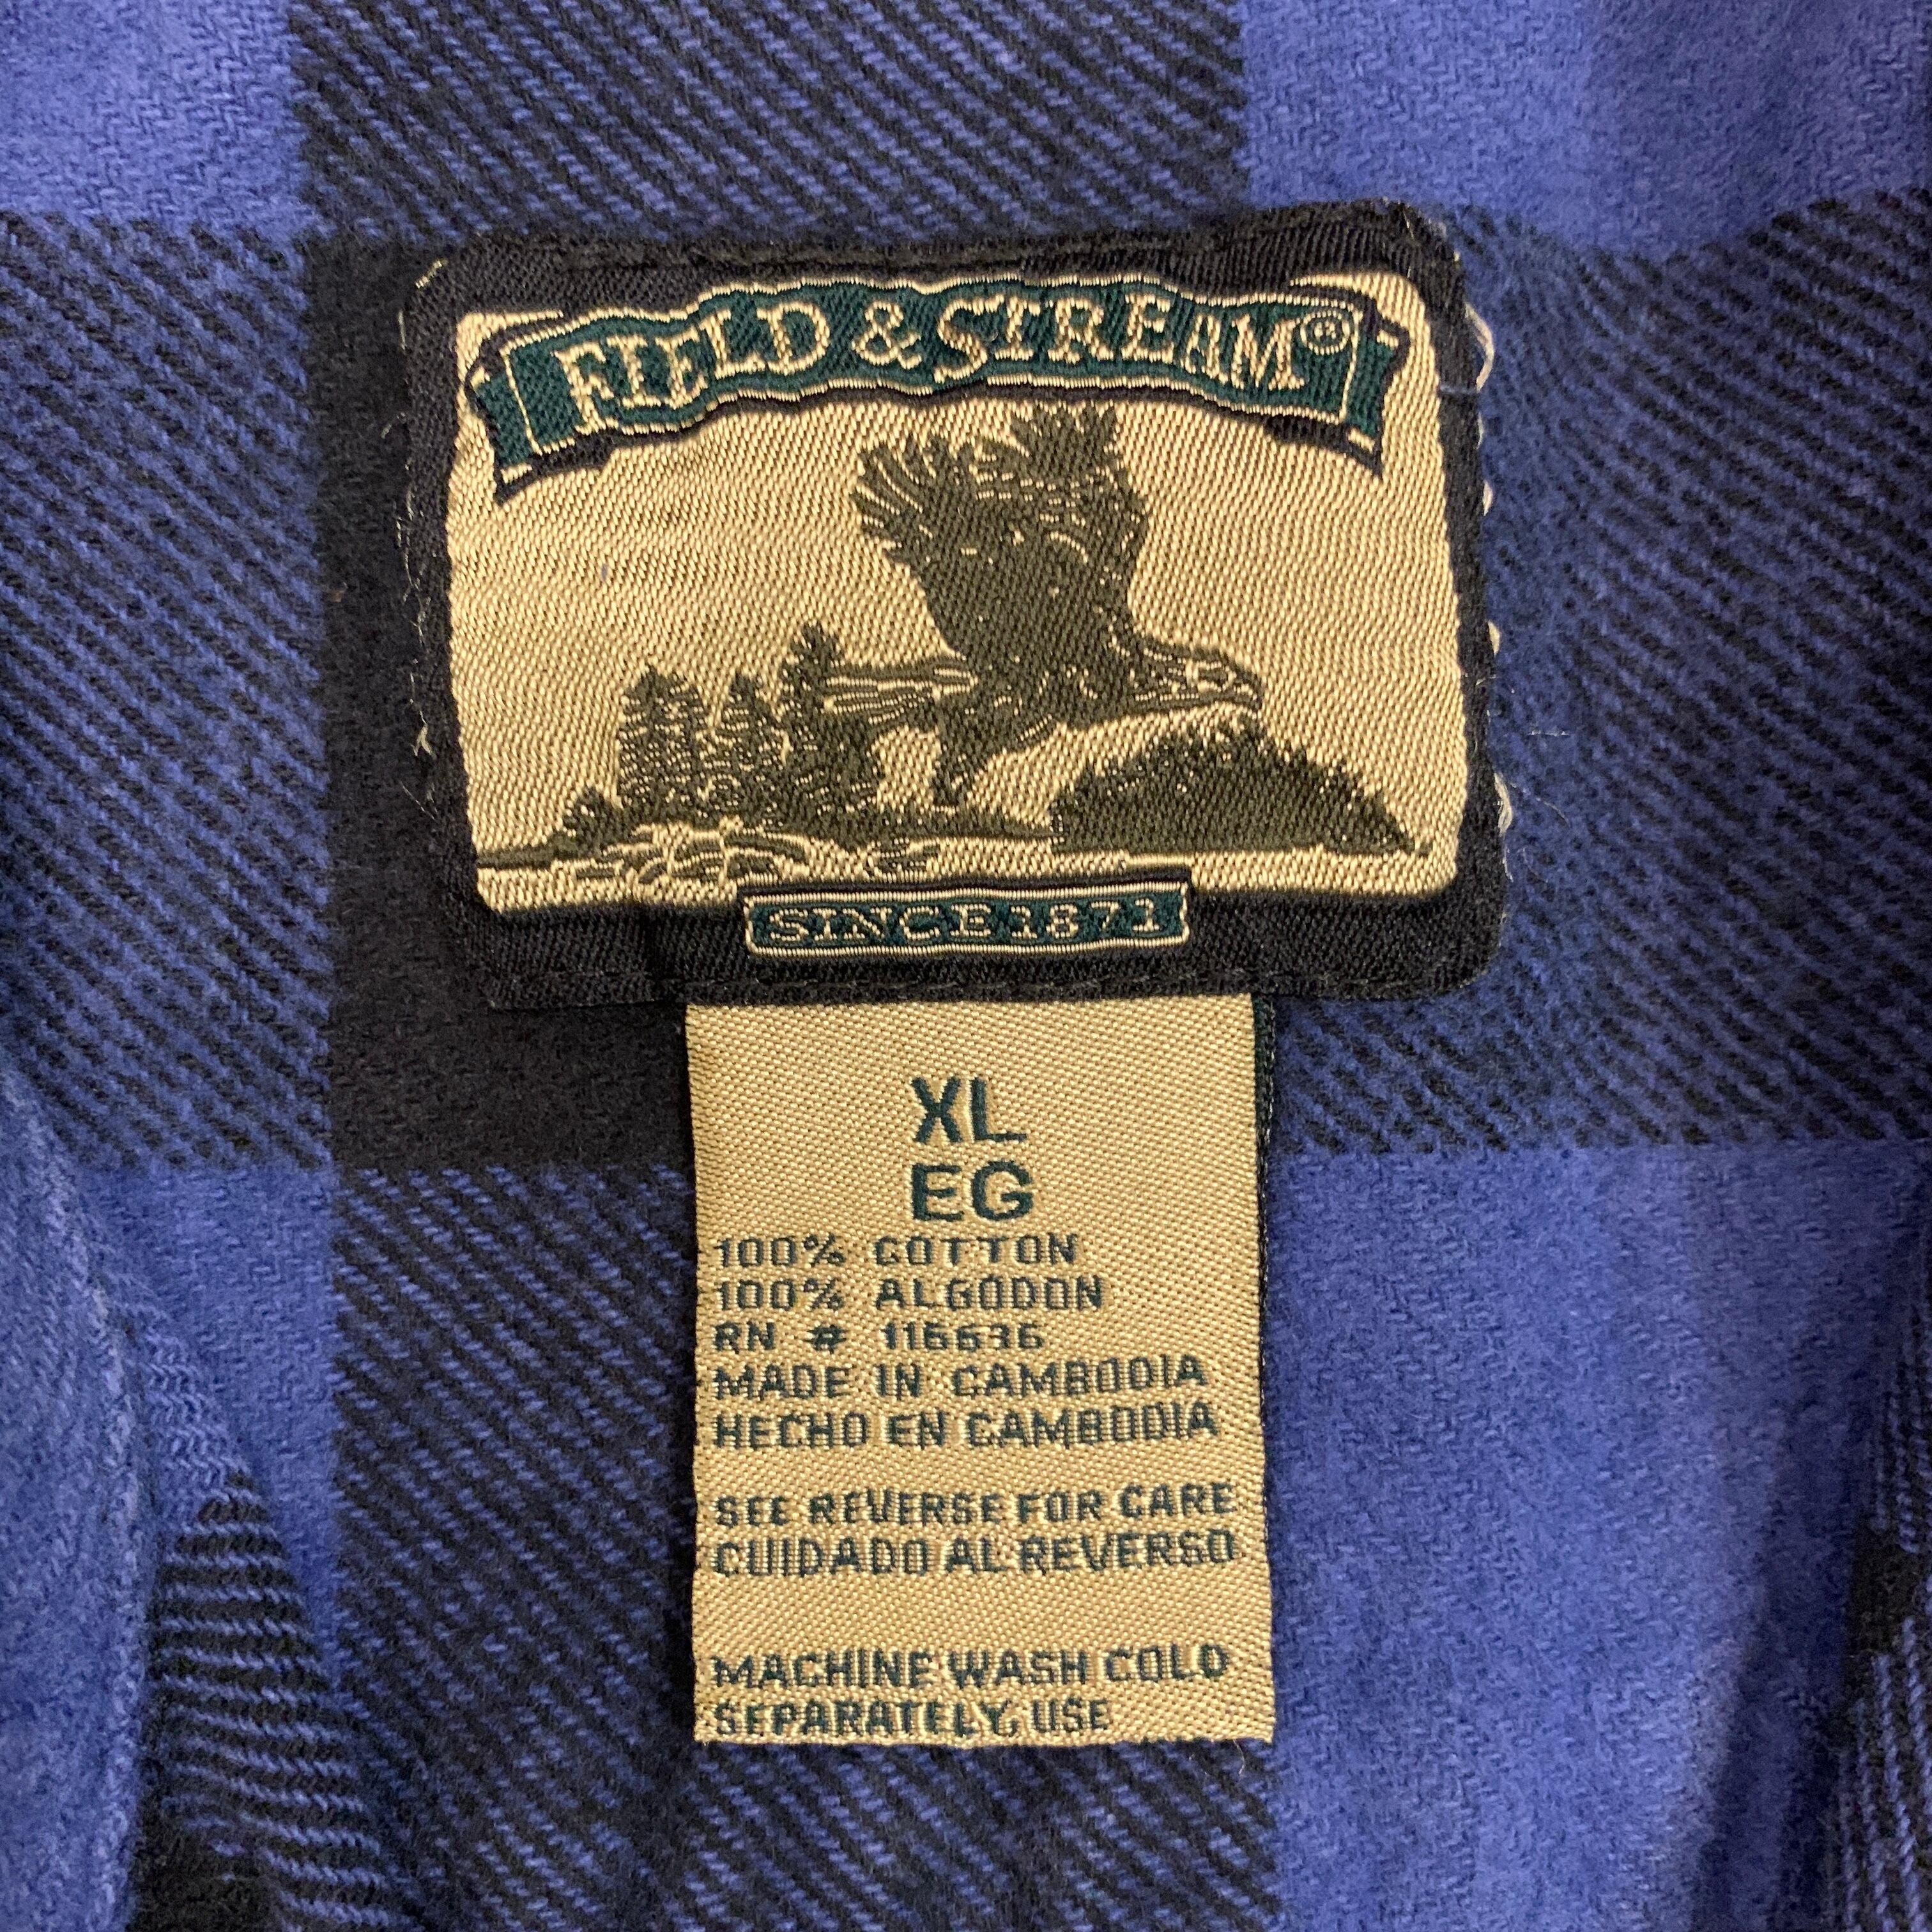 FIELD & STREAM®
SINCE 1871
XL
EG
100% COTTON
100% ALGODON
RN # 116636
MADE IN CAMBODIA
HECHO EN CAMBODIA
SEE REVERSE FOR CARE
CUIDADO AL REVERSO
MACHINE WASH COLD
SEPARATELY, USE